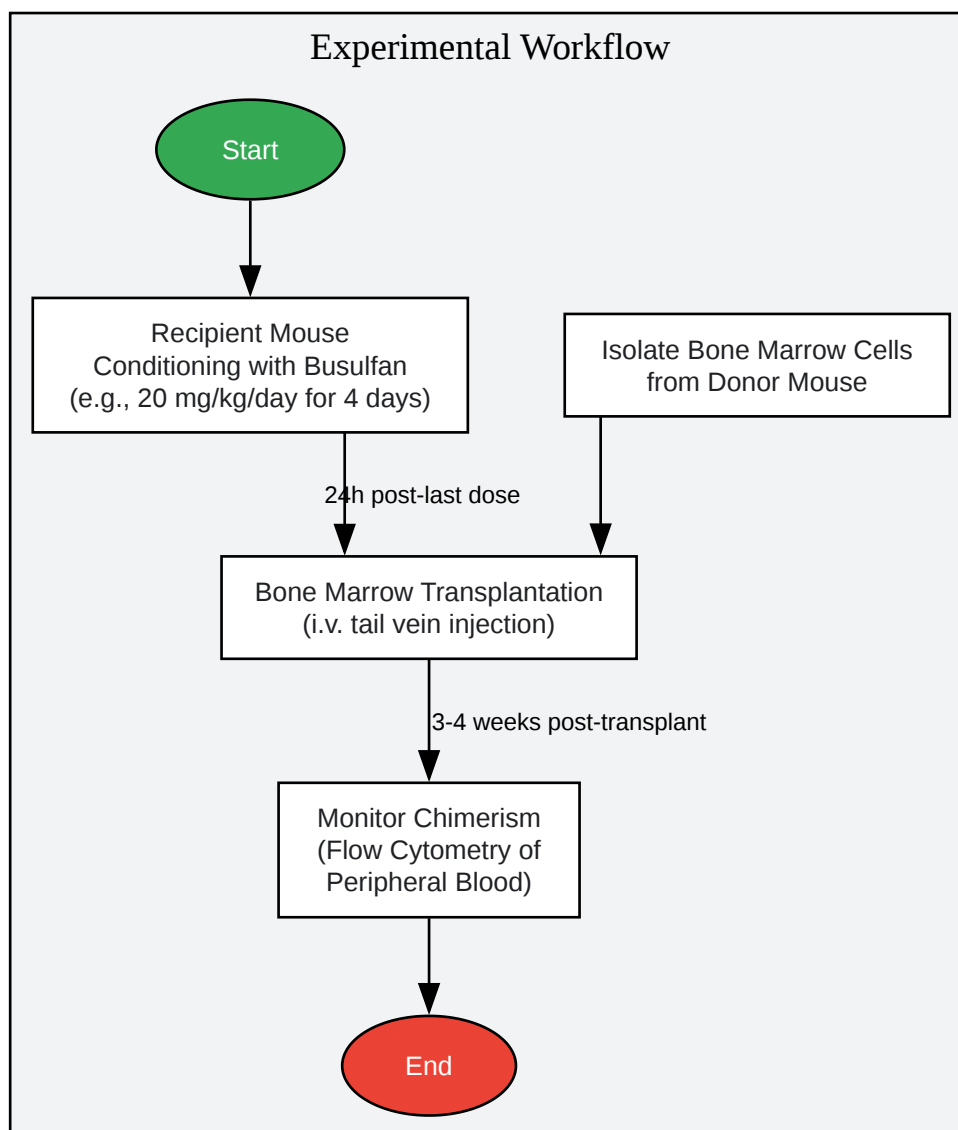 Experimental Workflow
Start
Recipient Mouse
Conditioning with Busulfan
(e.g., 20 mg/kg/day for 4 days)
Isolate Bone Marrow Cells
from Donor Mouse
24h post-last dose
Bone Marrow Transplantation
(i.v. tail vein injection)
3-4 weeks post-transplant
Monitor Chimerism
(Flow Cytometry of
Peripheral Blood)
End